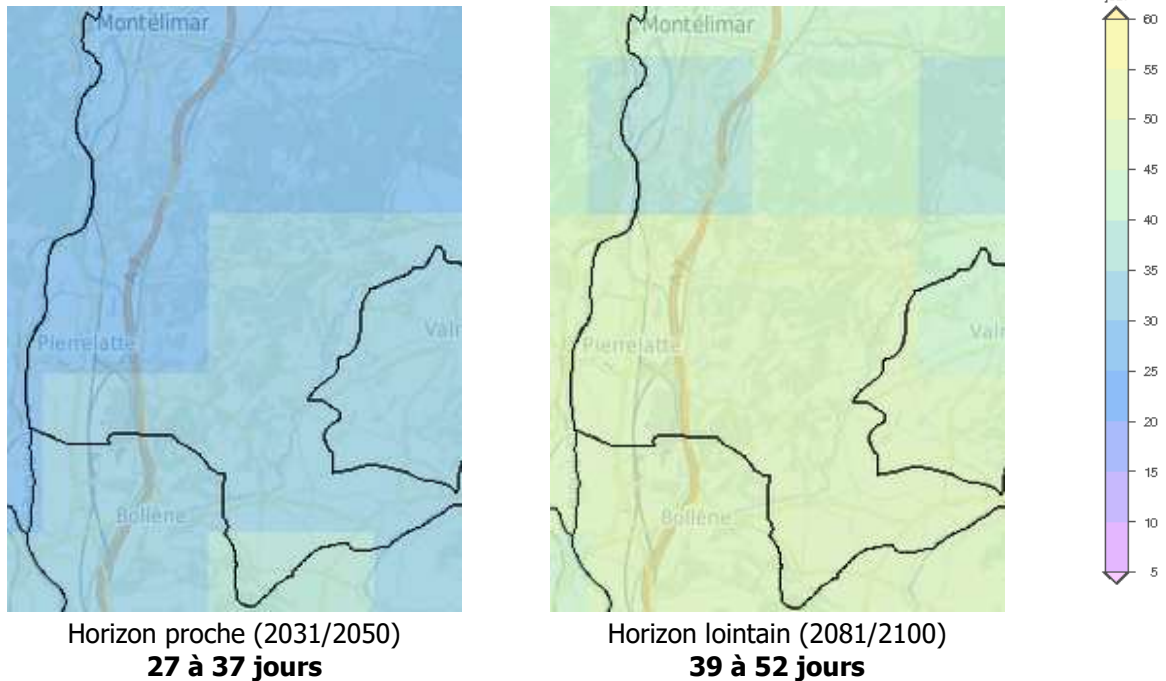 Montélimar
Pierrelatte
Bollène
Montélimar
Pierrelatte
Bollène
60
55
50
45
40
35
30
25
20
15
10
5
Horizon proche (2031/2050)
27 à 37 jours
Horizon lointain (2081/2100)
39 à 52 jours